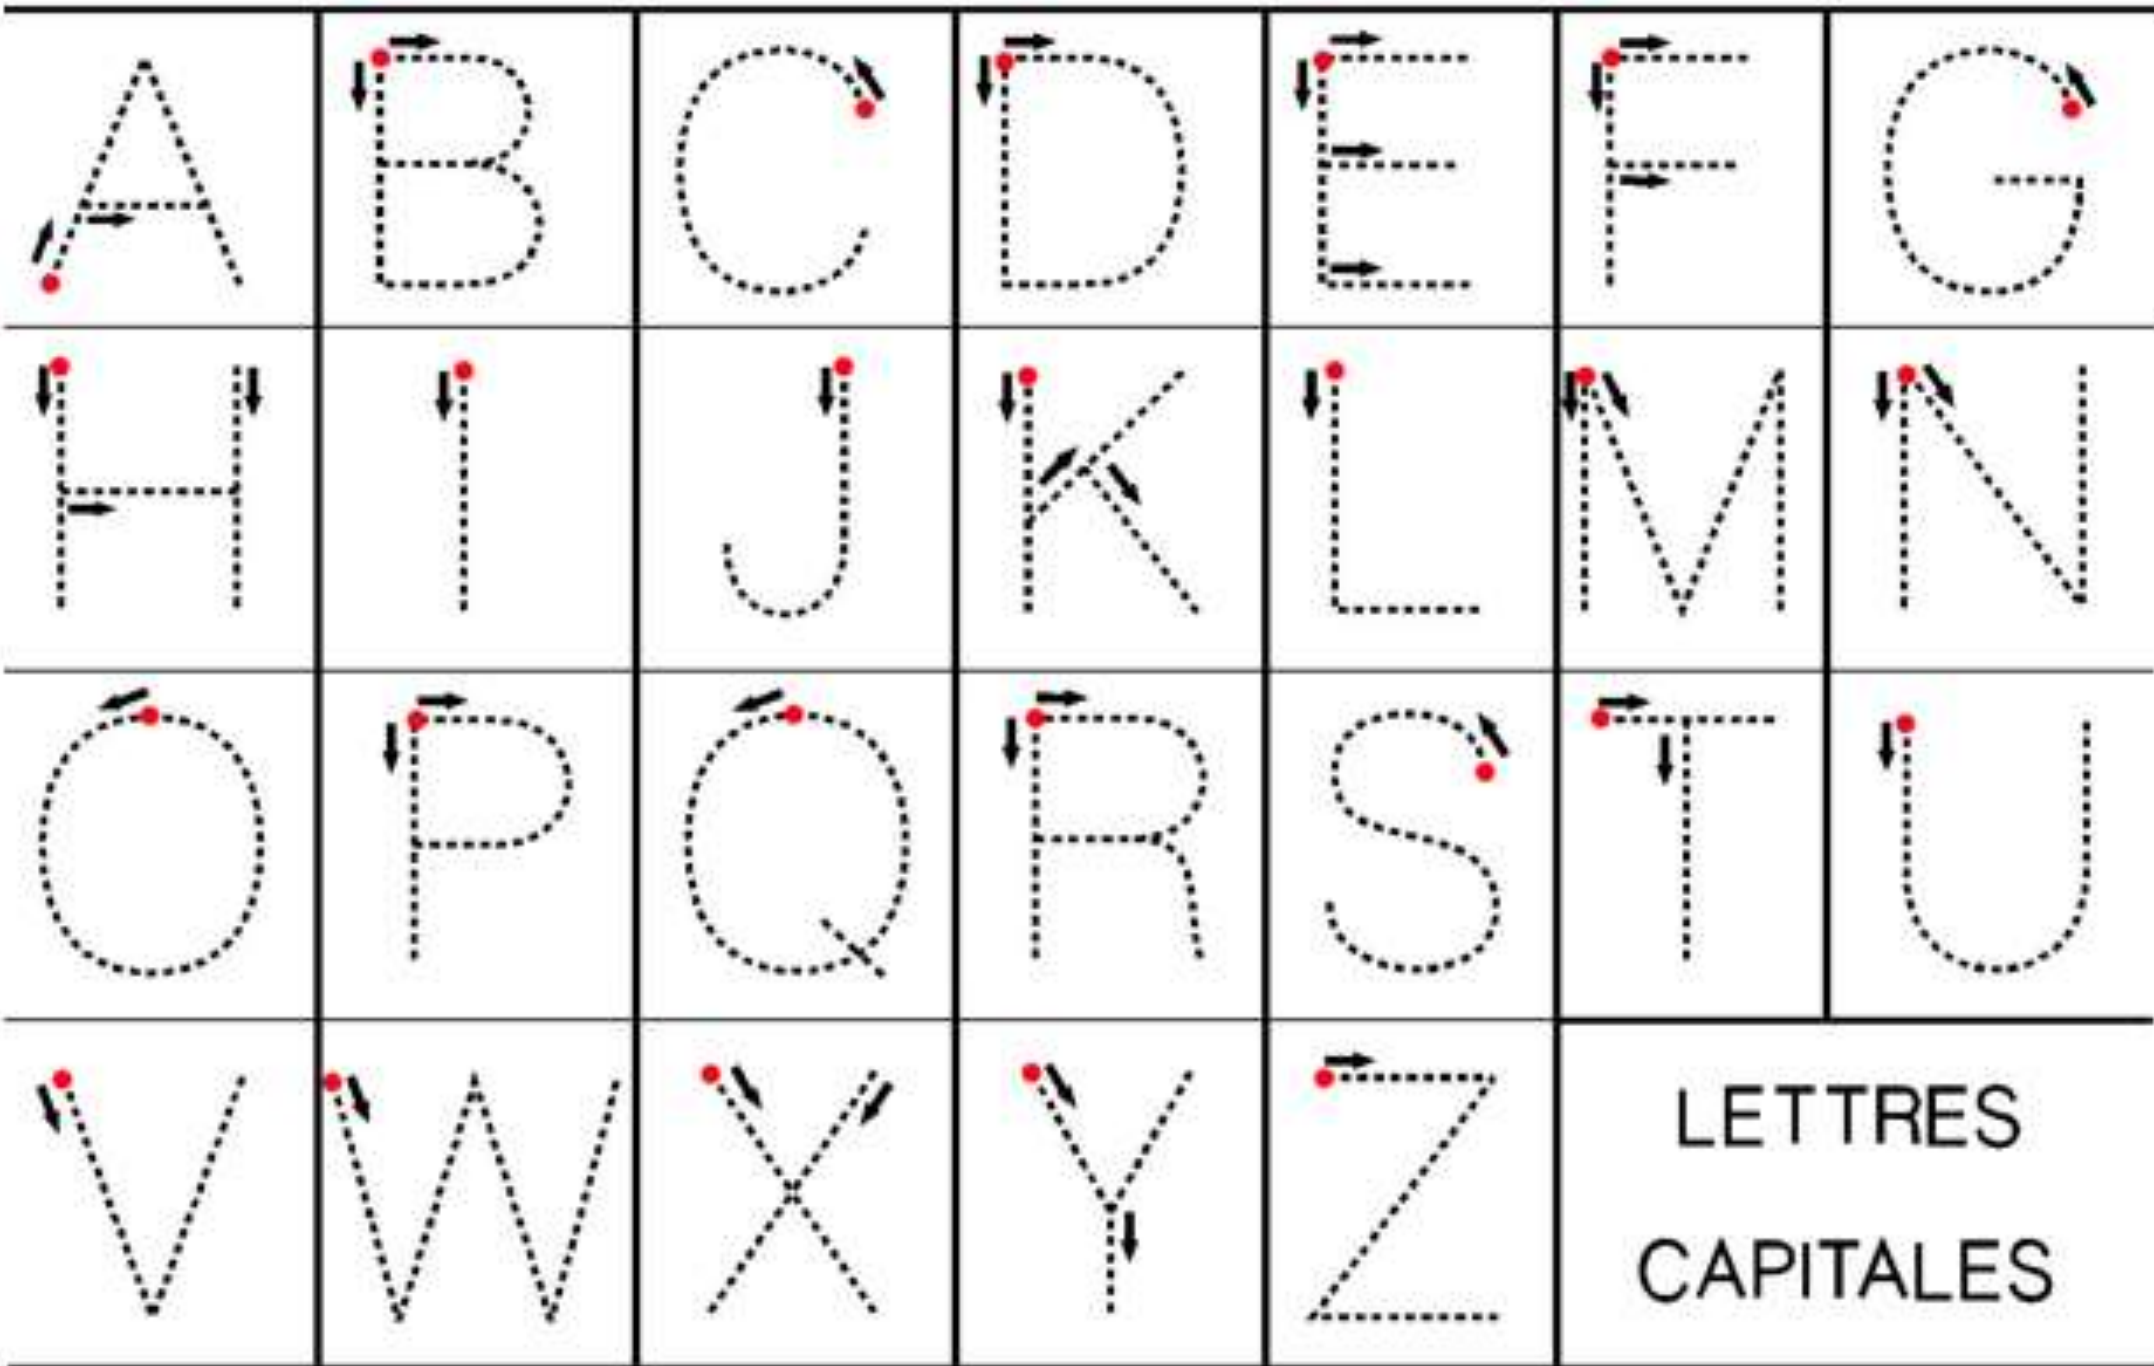 A B C D E F G
H I J K L M N
O P Q R S T U
V W X Y Z
LETTRES
CAPITALES